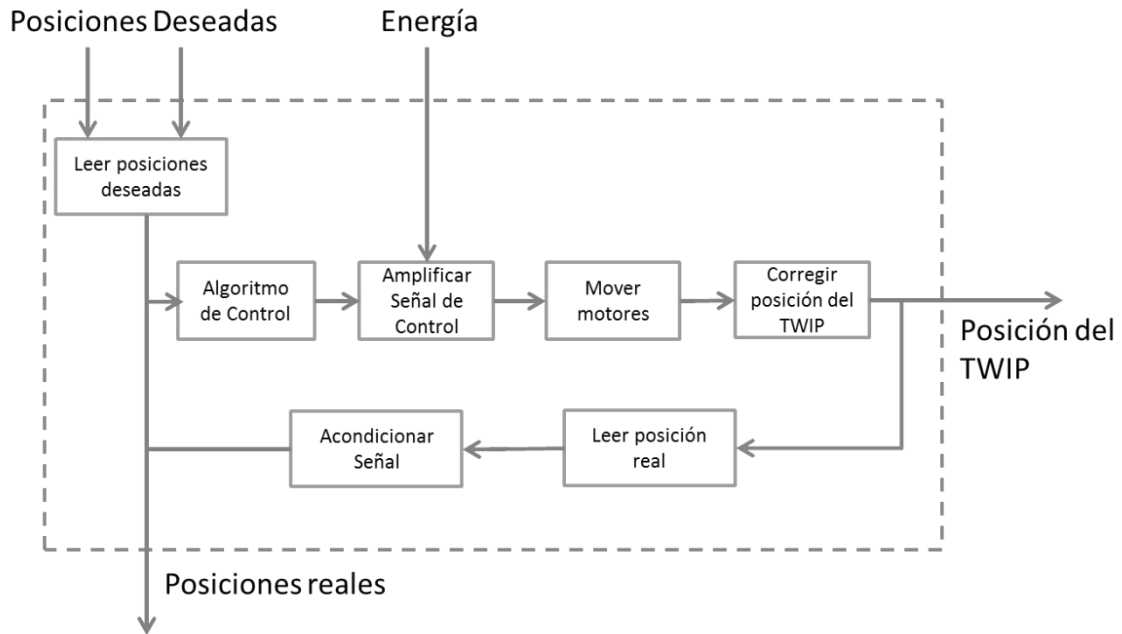 Posiciones Deseadas
Energía
Leer posiciones
deseadas
Algoritmo
de Control
Amplificar
Señal de
Control
Mover
motores
Corregir
posición del
TWIP
Posición del
TWIP
Acondicionar
Señal
Leer posición
real
Posiciones reales